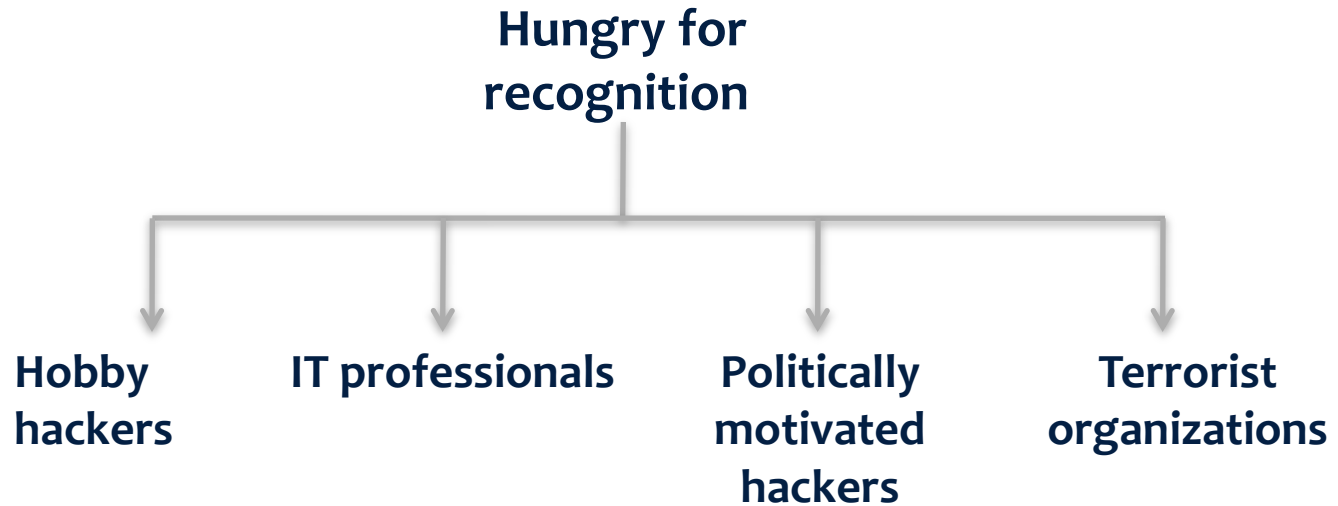 Hungry for
recognition
Hobby
hackers
IT professionals
Politically
motivated
hackers
Terrorist
organizations